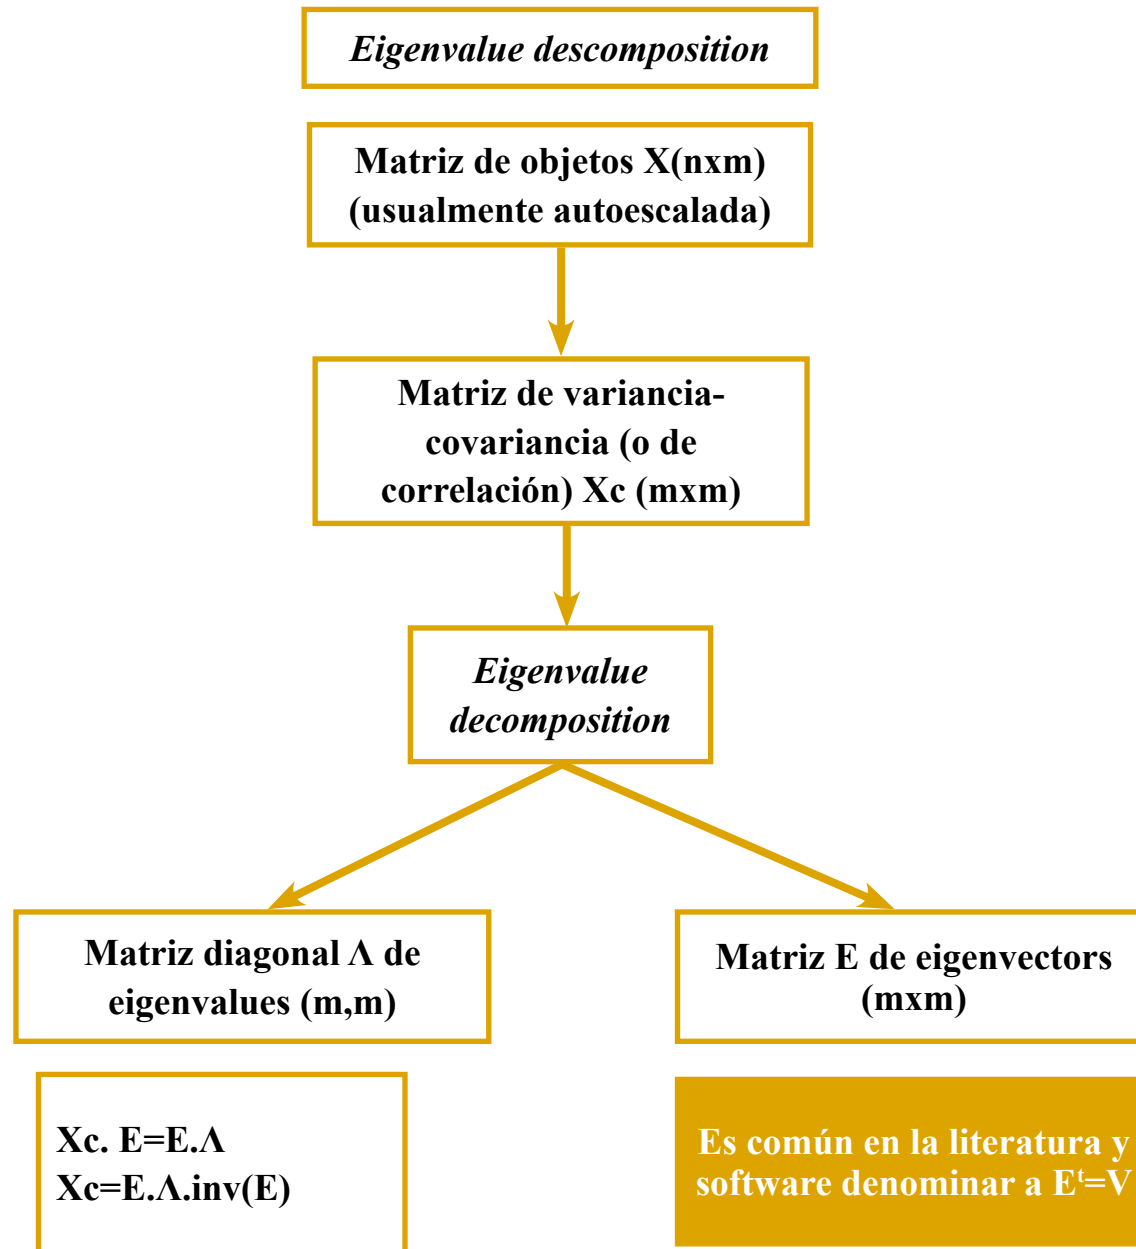 Eigenvalue descomposition
Matriz de objetos X(nxm)
(usualmente autoescalada)
Matriz de variancia-
covariancia (o de
correlación) Xc (mxm)
Eigenvalue
decomposition
Matriz diagonal Λ de
eigenvalues (m,m)
Matriz E de eigenvectors
(mxm)
Xc. E=E.Λ
Xc=E.Λ.inv(E)
Es común en la literatura y
software denominar a Eᵗ=V